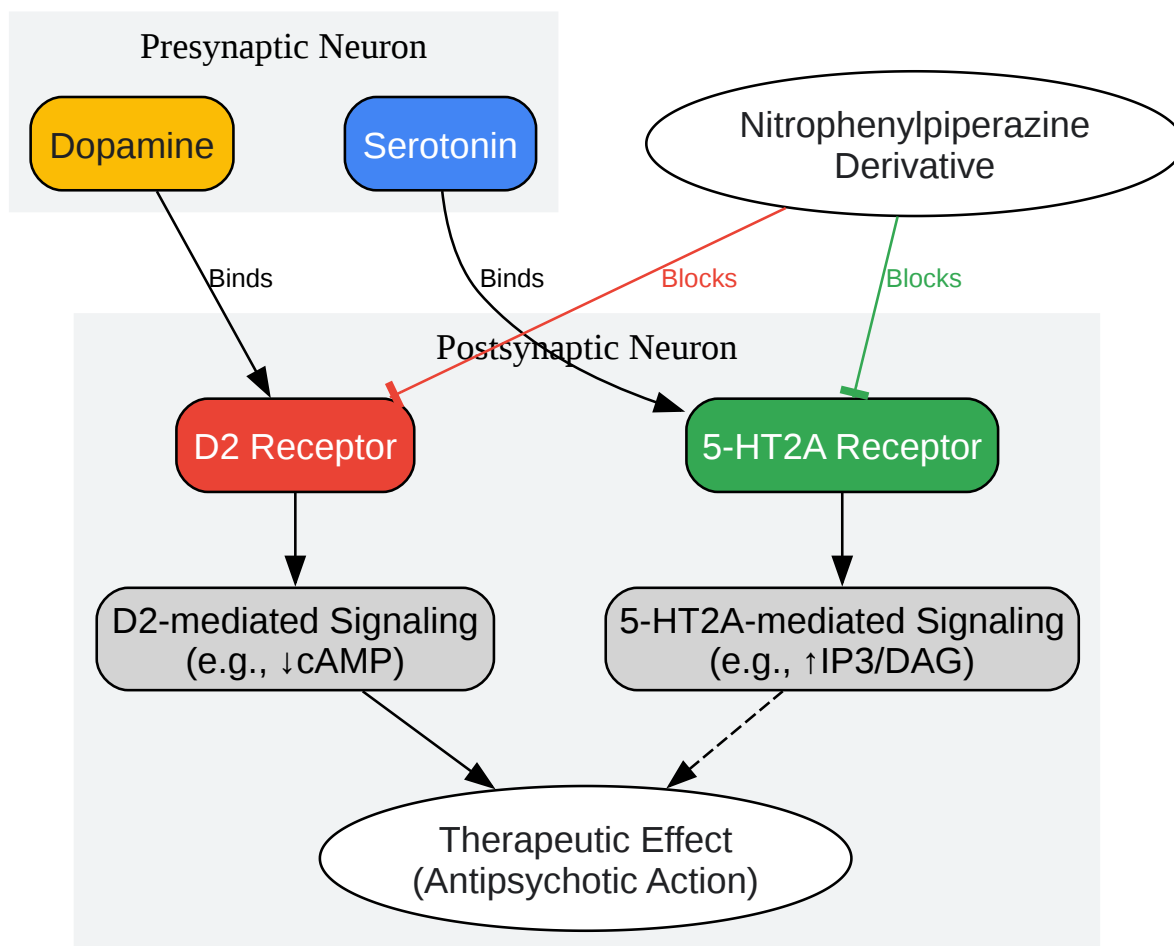 Presynaptic Neuron
Dopamine
Serotonin
Nitrophenylpiperazine
Derivative
Binds
Binds
Blocks
Blocks
Postsynaptic Neuron
D2 Receptor
5-HT2A Receptor
D2-mediated Signaling
(e.g., ↓cAMP)
5-HT2A-mediated Signaling
(e.g., ↑IP3/DAG)
Therapeutic Effect
(Antipsychotic Action)